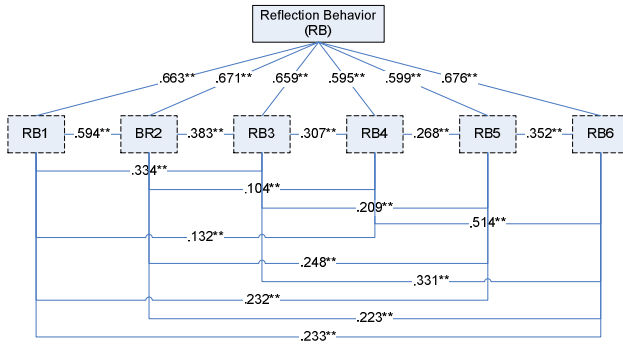 Reflection Behavior
(RB)
.663** .671** .659** .595** .599** .676**
RB1 .594** BR2 .383** RB3 .307** RB4 .268** RB5 .352** RB6
.334**
.104**
.209**
.514**
.132**
.248**
.331**
.232**
.223**
.233**